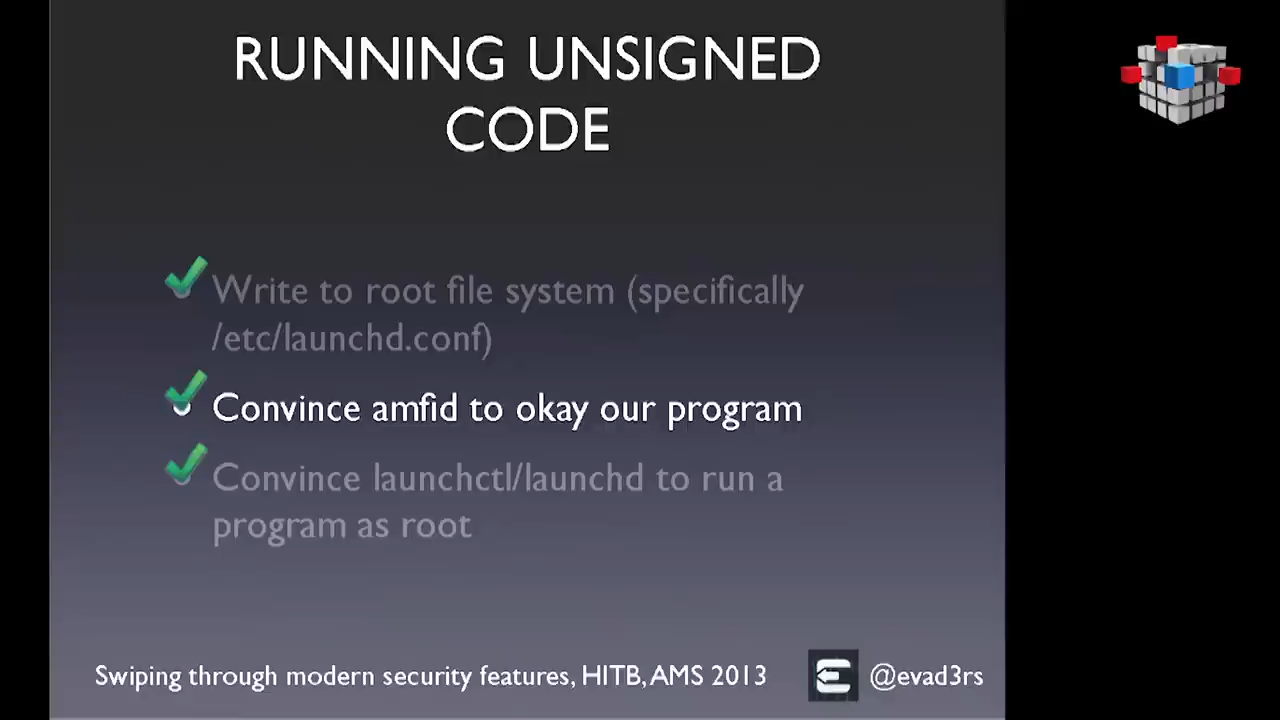 RUNNING UNSIGNED
CODE
Write to root file system (specifically
/etc/launchd.conf)
Convince amfid to okay our program
Convince launchctl/launchd to run a
program as root
Swiping through modern security features, HITB, AMS 2013
@evad3rs